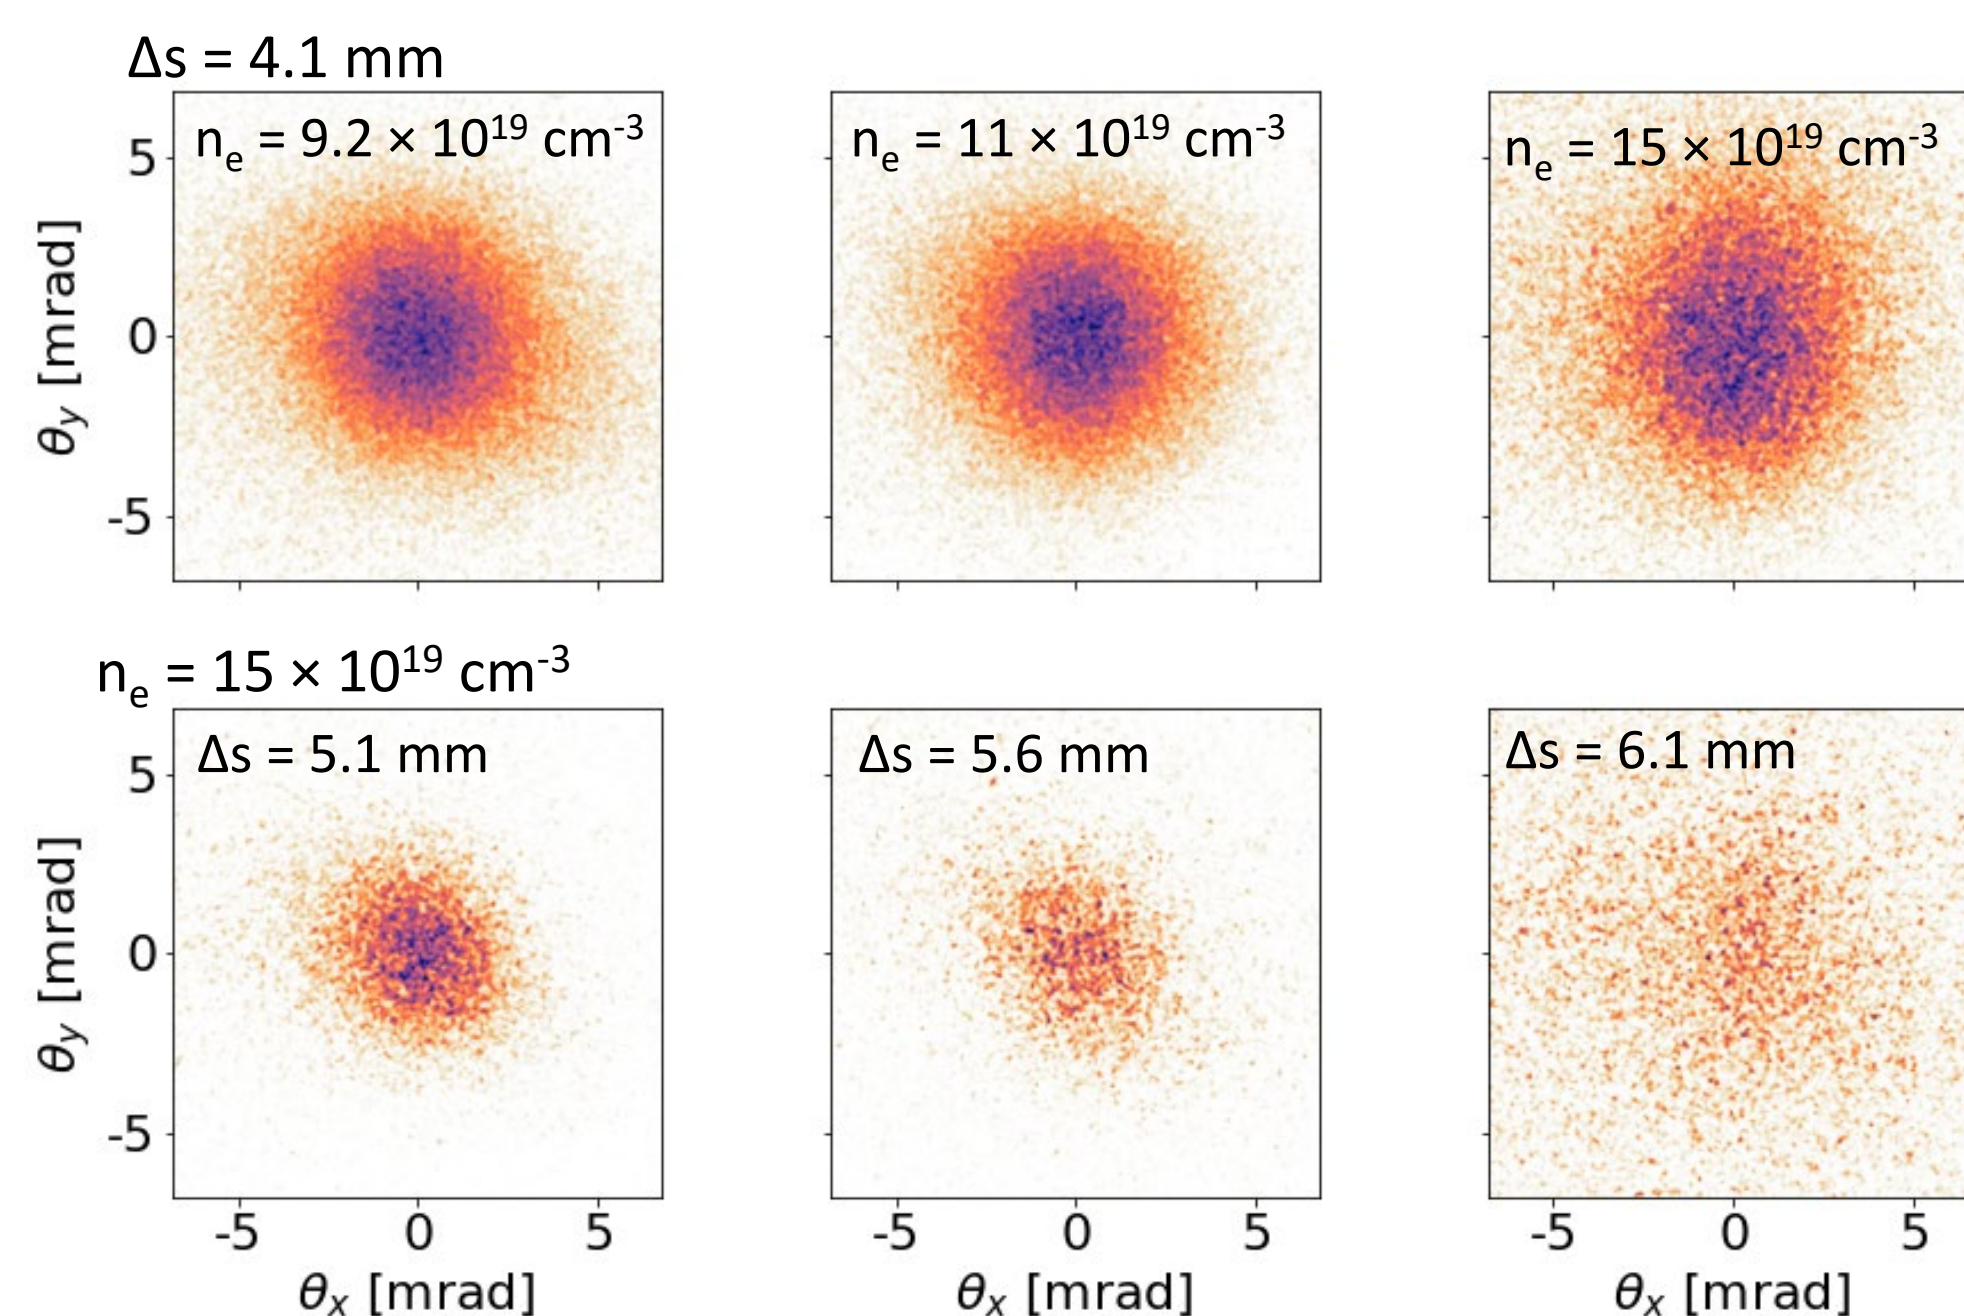 Δs = 4.1 mm
nₑ = 9.2 × 10¹⁹ cm⁻³
nₑ = 11 × 10¹⁹ cm⁻³
nₑ = 15 × 10¹⁹ cm⁻³
5
0
-5
θy [mrad]
nₑ = 15 × 10¹⁹ cm⁻³
Δs = 5.1 mm
Δs = 5.6 mm
Δs = 6.1 mm
5
0
-5
θy [mrad]
-5 0 5
-5 0 5
-5 0 5
θx [mrad]
θx [mrad]
θx [mrad]